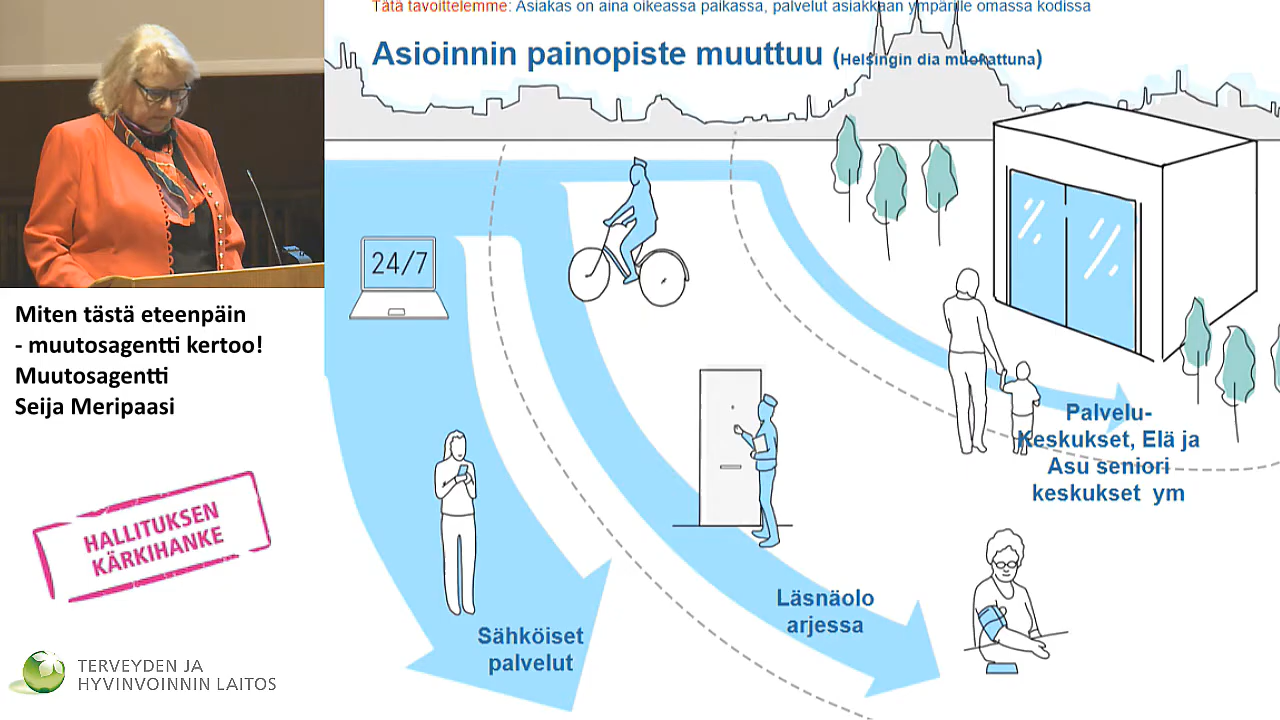 Tätä tavoittelemme: Asiakas on aina oikeassa paikassa, palvelut asiakkaan ympärille omassa kodissa
Asioinnin painopiste muuttuu (Helsingin dia muokattuna)
24/7
Miten tästä eteenpäin
- muutosagentti kertoo!
Muutosagentti
Seija Meripaasi
Palvelu-
Keskukset, Elä ja
Asu seniori
keskukset ym
HALLITUKSEN
KÄRKIHANKE
Läsnäolo
arjessa
Sähköiset
palvelut
TERVEYDEN JA
HYVINVOINNIN LAITOS